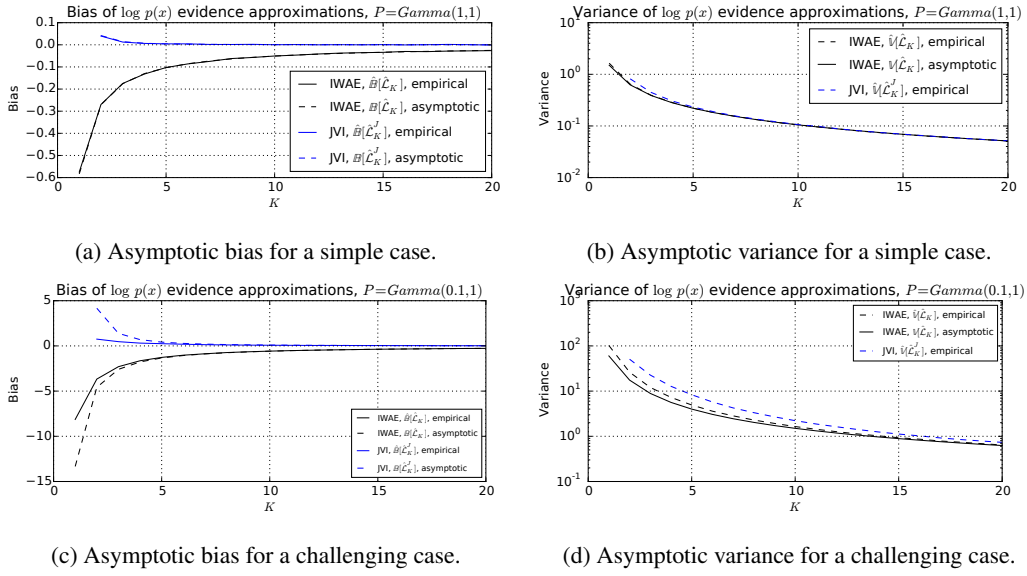 Bias of log p(x) evidence approximations, P=Gamma(1,1)
0.1
0.0
−0.1
−0.2
−0.3
−0.4
−0.5
−0.6
Bias
0 5 10 15 20
K
IWAE, 𝔹̂[ℒ̂_K], empirical
IWAE, 𝔹[ℒ̂_K], asymptotic
JVI, 𝔹̂[ℒ̂_K^J], empirical
JVI, 𝔹[ℒ̂_K^J], asymptotic
(a) Asymptotic bias for a simple case.
Variance of log p(x) evidence approximations, P=Gamma(1,1)
10^1
10^0
10^-1
10^-2
Variance
0 5 10 15 20
K
IWAE, 𝕍̂[ℒ̂_K], empirical
IWAE, 𝕍[ℒ̂_K], asymptotic
JVI, 𝕍̂[ℒ̂_K^J], empirical
(b) Asymptotic variance for a simple case.
Bias of log p(x) evidence approximations, P=Gamma(0.1,1)
5
0
−5
−10
−15
Bias
0 5 10 15 20
K
IWAE, 𝔹̂[ℒ̂_K], empirical
IWAE, 𝔹[ℒ̂_K], asymptotic
JVI, 𝔹̂[ℒ̂_K^J], empirical
JVI, 𝔹[ℒ̂_K^J], asymptotic
(c) Asymptotic bias for a challenging case.
Variance of log p(x) evidence approximations, P=Gamma(0.1,1)
10^3
10^2
10^1
10^0
10^-1
Variance
0 5 10 15 20
K
IWAE, 𝕍̂[ℒ̂_K], empirical
IWAE, 𝕍[ℒ̂_K], asymptotic
JVI, 𝕍̂[ℒ̂_K^J], empirical
(d) Asymptotic variance for a challenging case.